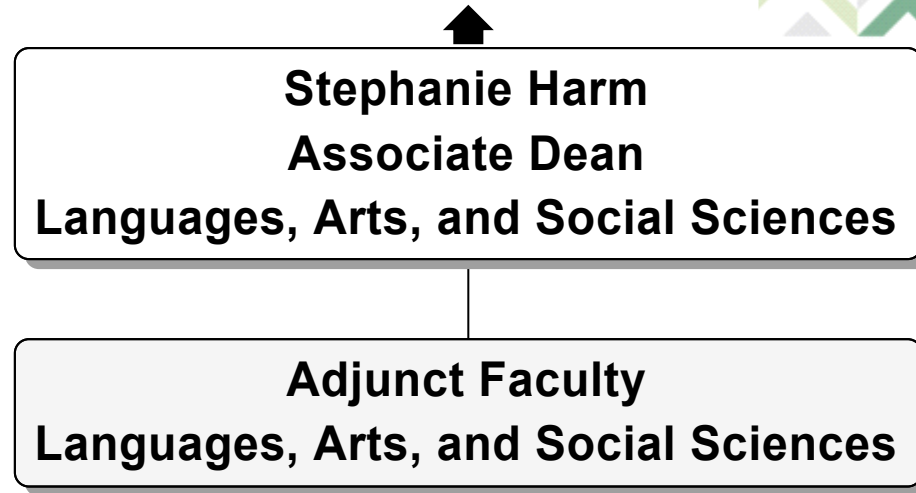 Stephanie Harm
Associate Dean
Languages, Arts, and Social Sciences
Adjunct Faculty
Languages, Arts, and Social Sciences